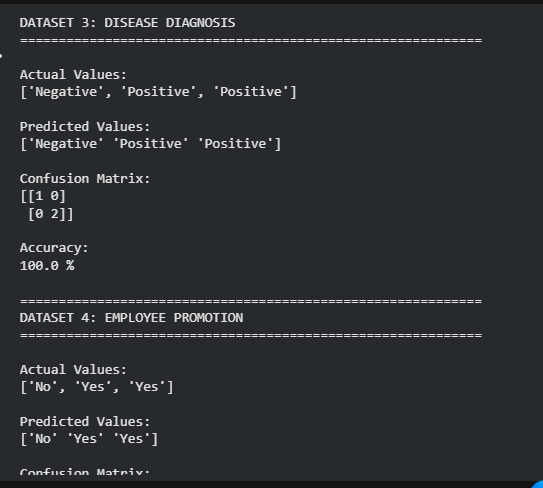 DATASET 3: DISEASE DIAGNOSIS
============================================================
Actual Values:
['Negative', 'Positive', 'Positive']
Predicted Values:
['Negative' 'Positive' 'Positive']
Confusion Matrix:
[[1 0]
 [0 2]]
Accuracy:
100.0 %
============================================================
DATASET 4: EMPLOYEE PROMOTION
============================================================
Actual Values:
['No', 'Yes', 'Yes']
Predicted Values:
['No' 'Yes' 'Yes']
Confusion Matrix: